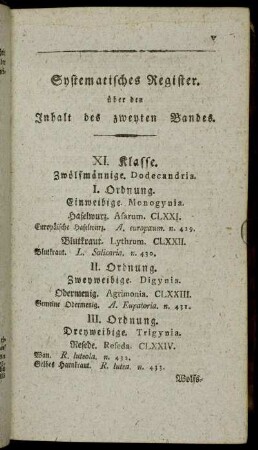 v
Systematisches Register.
über den
Inhalt des zweyten Bandes.
XI. Klasse.
Zwölfmännige. Dodecandria.
I. Ordnung.
Einweibige. Monogynia.
Haselwurz. Asarum. CLXXI.
Europäische Haselwurz. A. europæum. n. 429.
Blutkraut. Lythrum. CLXXII.
Blutkraut. L. Salicaria. n. 430.
II. Ordnung.
Zweyweibige. Digynia.
Odermenig. Agrimonia. CLXXIII.
Gemeine Odermenig. A. Eupatoria. n. 431.
III. Ordnung.
Dreyweibige. Trigynia.
Resede. Reseda. CLXXIV.
Wau. R. luteola. n. 432.
Gelbes Harnkraut. R. lutea. n. 433.
Wolfs-